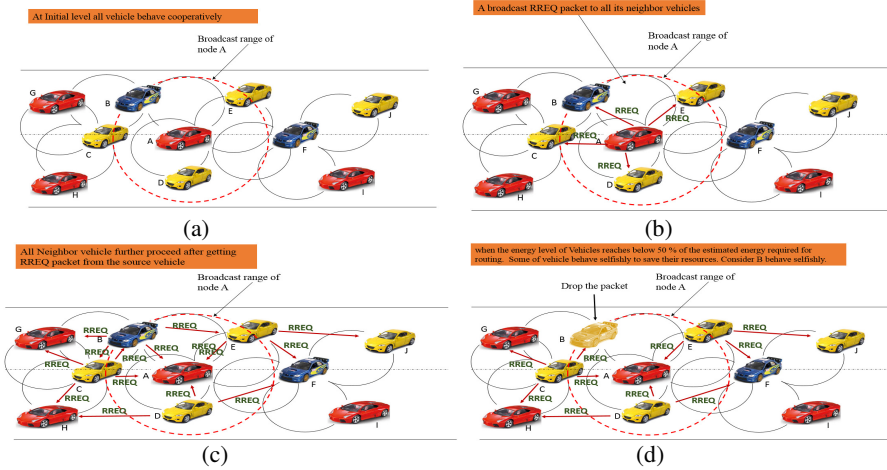 At Initial level all vehicle behave cooperatively
Broadcast range of
node A
G
B
E
J
A
C
F
D
H
I
(a)
A broadcast RREQ packet to all its neighbor vehicles
Broadcast range of
node A
G
B
E
J
RREQ
RREQ
A
RREQ
C
F
RREQ
D
H
I
(b)
All Neighbor vehicle further proceed after getting
RREQ packet from the source vehicle
Broadcast range of
node A
G
RREQ
B
RREQ
RREQ
E
J
RREQ
RREQ
RREQ
RREQ
RREQ
RREQ
RREQ
A
C
F
RREQ
RREQ
RREQ
D
RREQ
H
I
(c)
when the energy level of Vehicles reaches below 50 % of the estimated energy required for
routing. Some of vehicle behave selfishly to save their resources. Consider B behave selfishly.
Drop the packet
Broadcast range of
node A
G
B
E
RREQ
J
RREQ
RREQ
RREQ
RREQ
RREQ
A
C
F
RREQ
RREQ
RREQ
D
RREQ
H
I
(d)